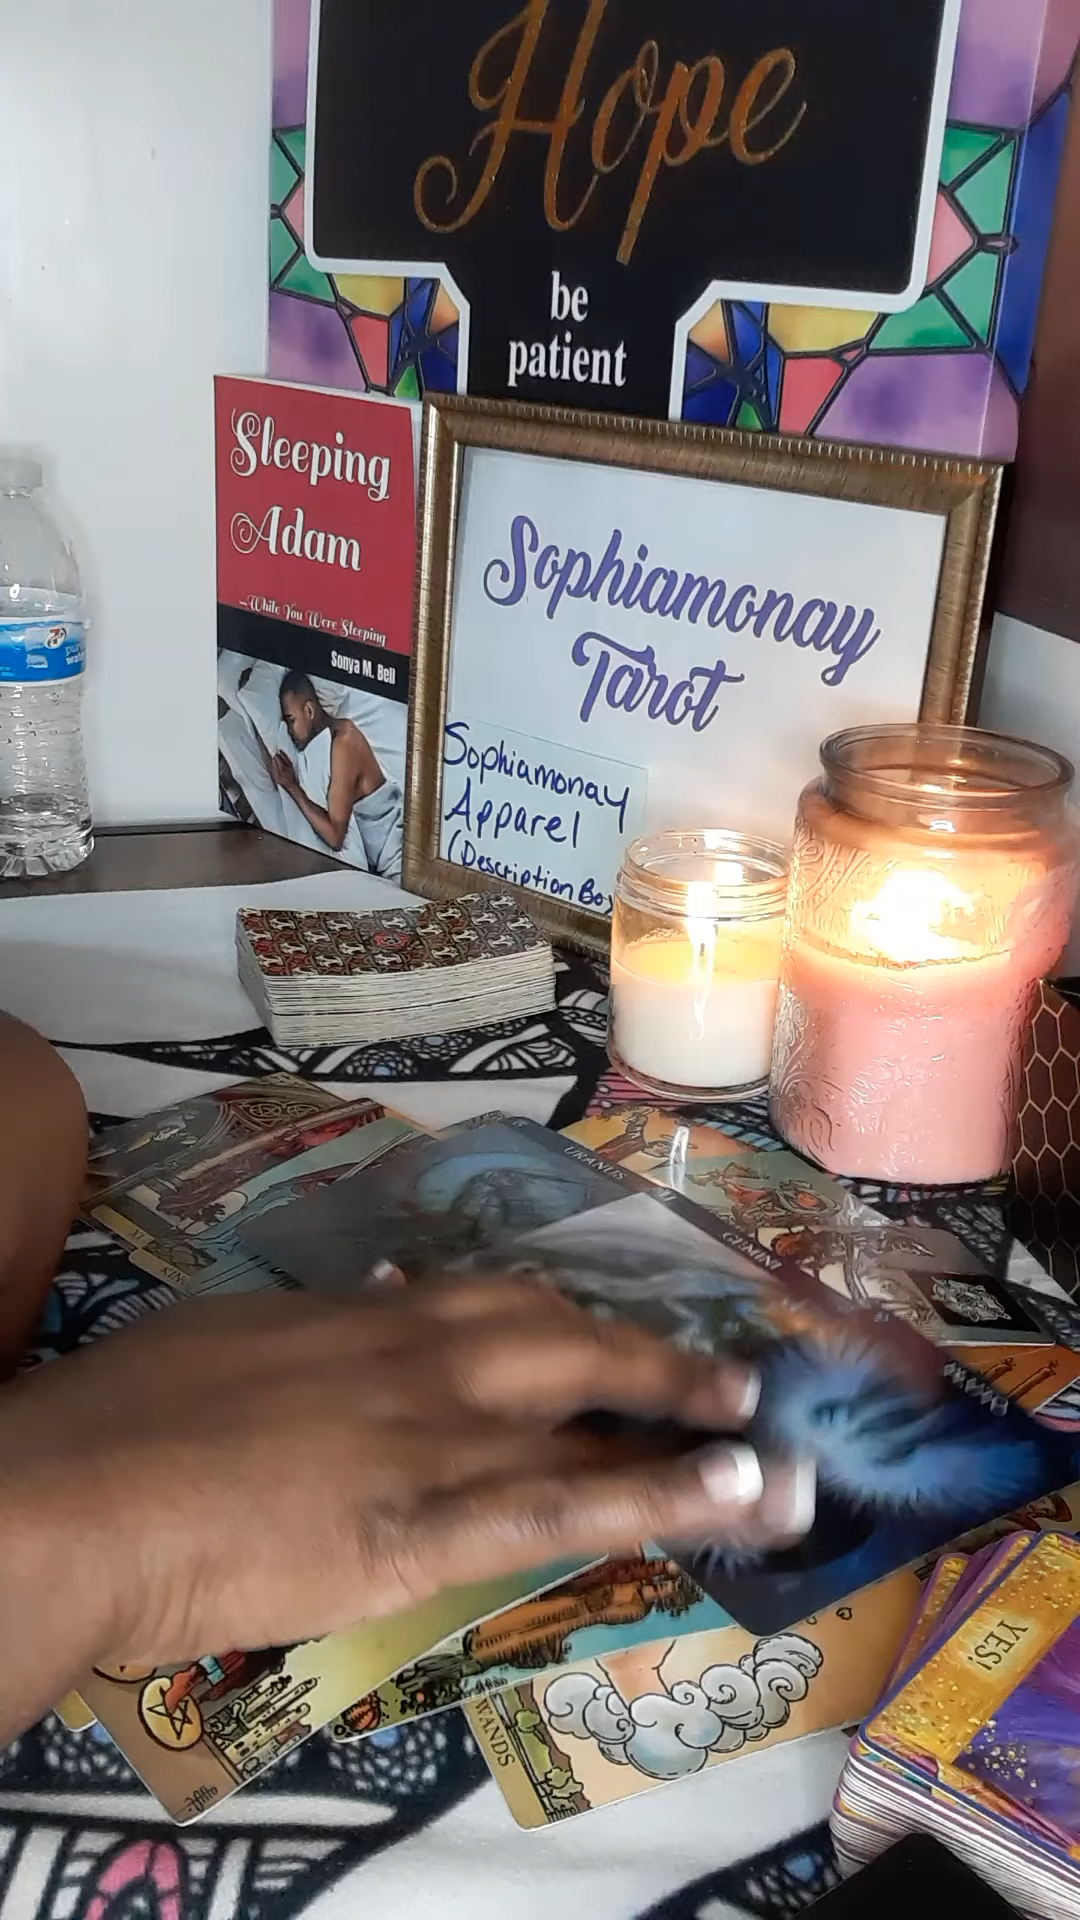 Hope
be
patient
Sleeping
Adam
...While You Were Sleeping
Sonya M. Bell
Sophiamonay
Tarot
Sophiamonay
Apparel
(Description Box
URANUS
GEMINI
KIN
WANDS
YES!